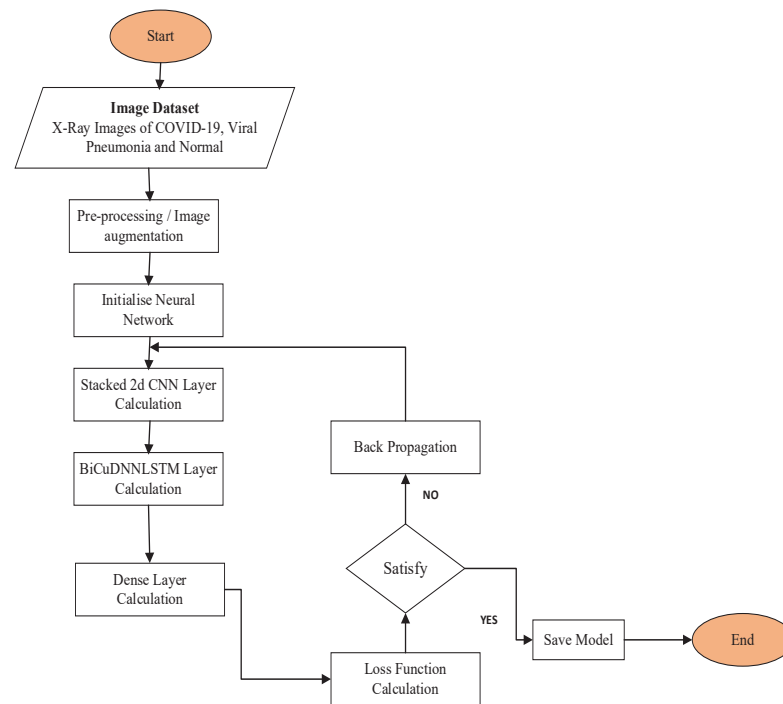 Start
Image Dataset
X-Ray Images of COVID-19, Viral
Pneumonia and Normal
Pre-processing / Image
augmentation
Initialise Neural
Network
Stacked 2d CNN Layer
Calculation
BiCuDNNLSTM Layer
Calculation
Dense Layer
Calculation
Loss Function
Calculation
Satisfy
NO
Back Propagation
YES
Save Model
End